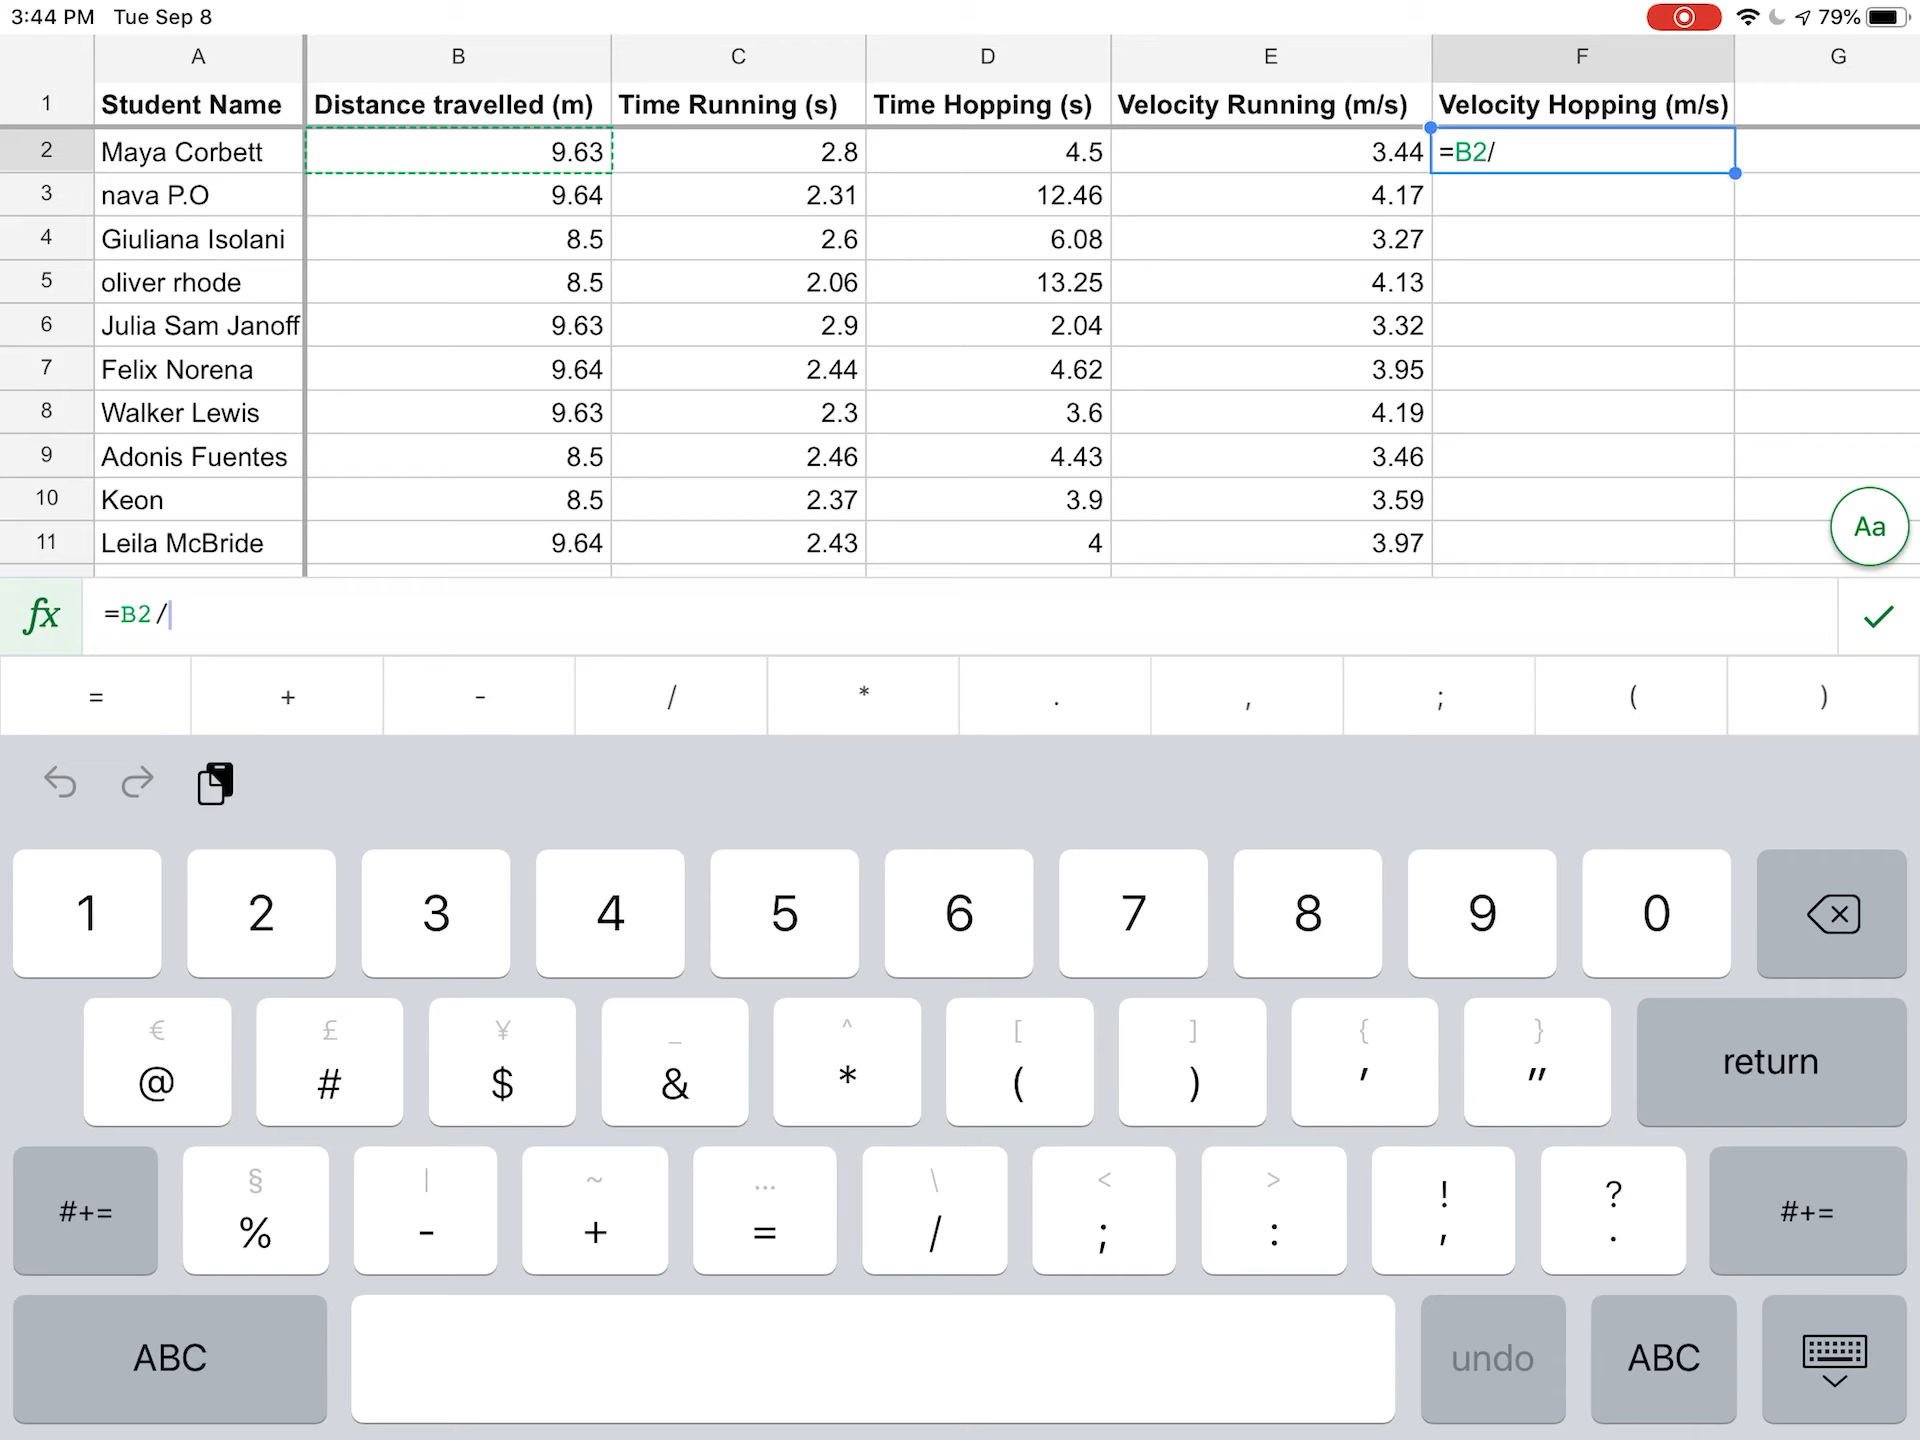 3:44 PM Tue Sep 8 79%
A B C D E F G
1 Student Name Distance travelled (m) Time Running (s) Time Hopping (s) Velocity Running (m/s) Velocity Hopping (m/s)
2 Maya Corbett 9.63 2.8 4.5 3.44 =B2/
3 nava P.O 9.64 2.31 12.46 4.17
4 Giuliana Isolani 8.5 2.6 6.08 3.27
5 oliver rhode 8.5 2.06 13.25 4.13
6 Julia Sam Janoff 9.63 2.9 2.04 3.32
7 Felix Norena 9.64 2.44 4.62 3.95
8 Walker Lewis 9.63 2.3 3.6 4.19
9 Adonis Fuentes 8.5 2.46 4.43 3.46
10 Keon 8.5 2.37 3.9 3.59
Aa
11 Leila McBride 9.64 2.43 4 3.97
fx =B2/
= + - / * . , ; ( )
1 2 3 4 5 6 7 8 9 0
€ £ ¥ _ ^ [ ] { }
@ # $ & * ( ) ' " return
§ | ~ … \ < > ! ?
#+= % - + = / ; : , . #+=
ABC undo ABC